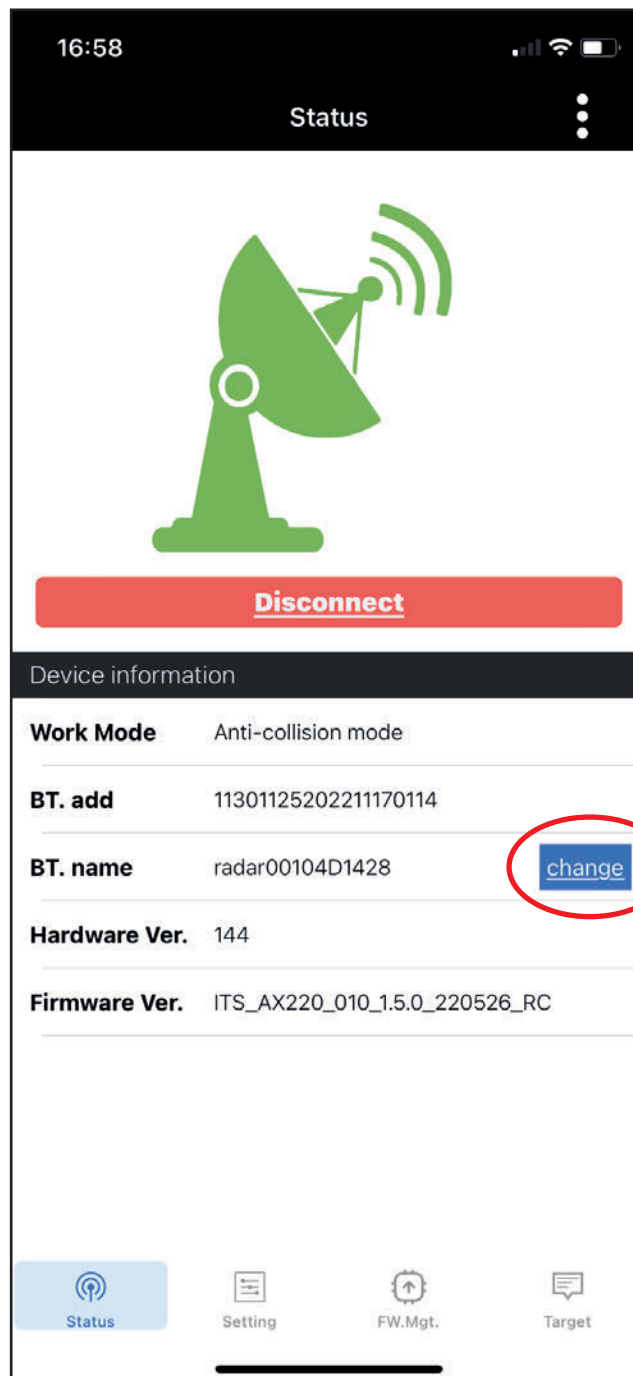 16:58
Status
Disconnect
Device information
Work Mode Anti-collision mode
BT. add 11301125202211170114
BT. name radar00104D1428 change
Hardware Ver. 144
Firmware Ver. ITS_AX220_010_1.5.0_220526_RC
Status Setting FW.Mgt. Target